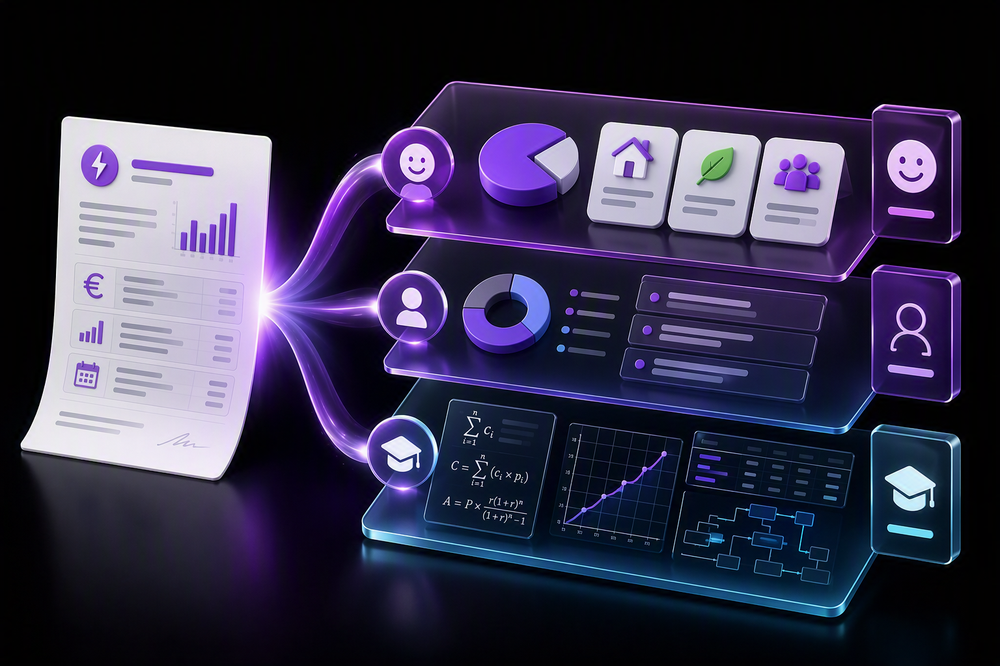 €
n
∑ c_i
i=1
n
C = ∑ (c_i × p_i)
i=1
A = P × r(1+r)^n / (1+r)^n − 1